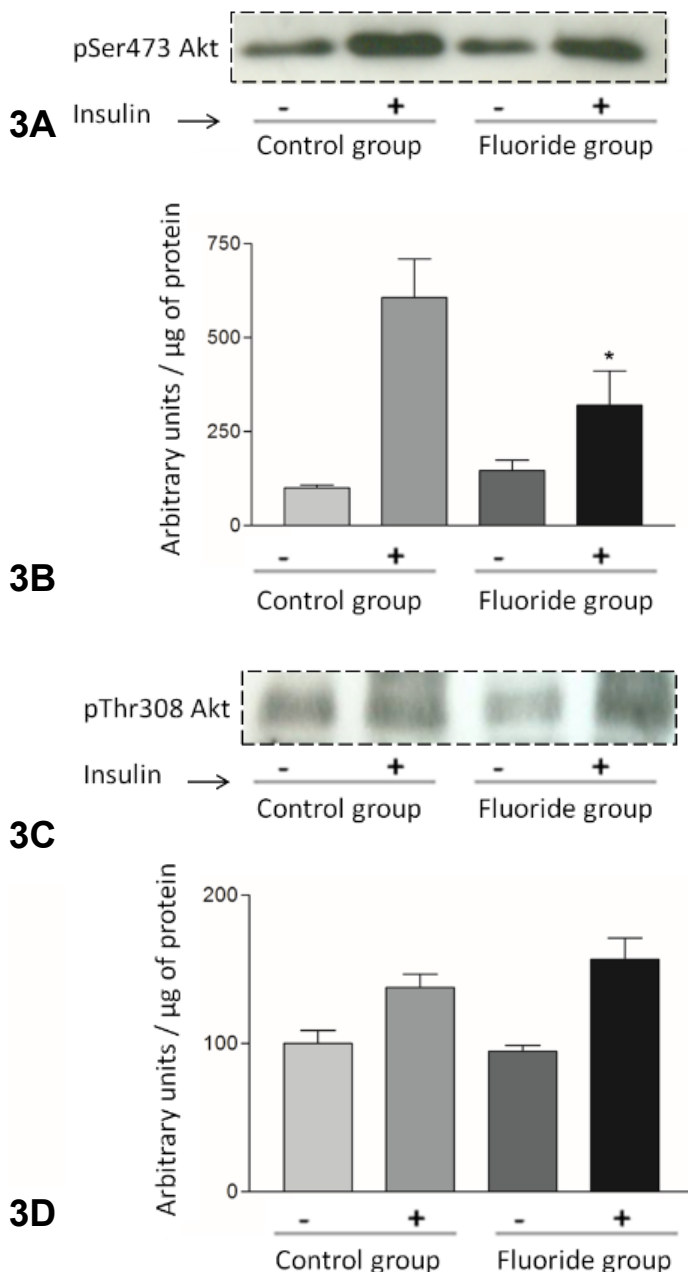 pSer473 Akt
3A
Insulin →
- + - +
Control group Fluoride group
Arbitrary units / µg of protein
750
500
250
0
*
3B
- + - +
Control group Fluoride group
pThr308 Akt
Insulin →
- + - +
Control group Fluoride group
3C
Arbitrary units / µg of protein
200
100
0
3D
- + - +
Control group Fluoride group